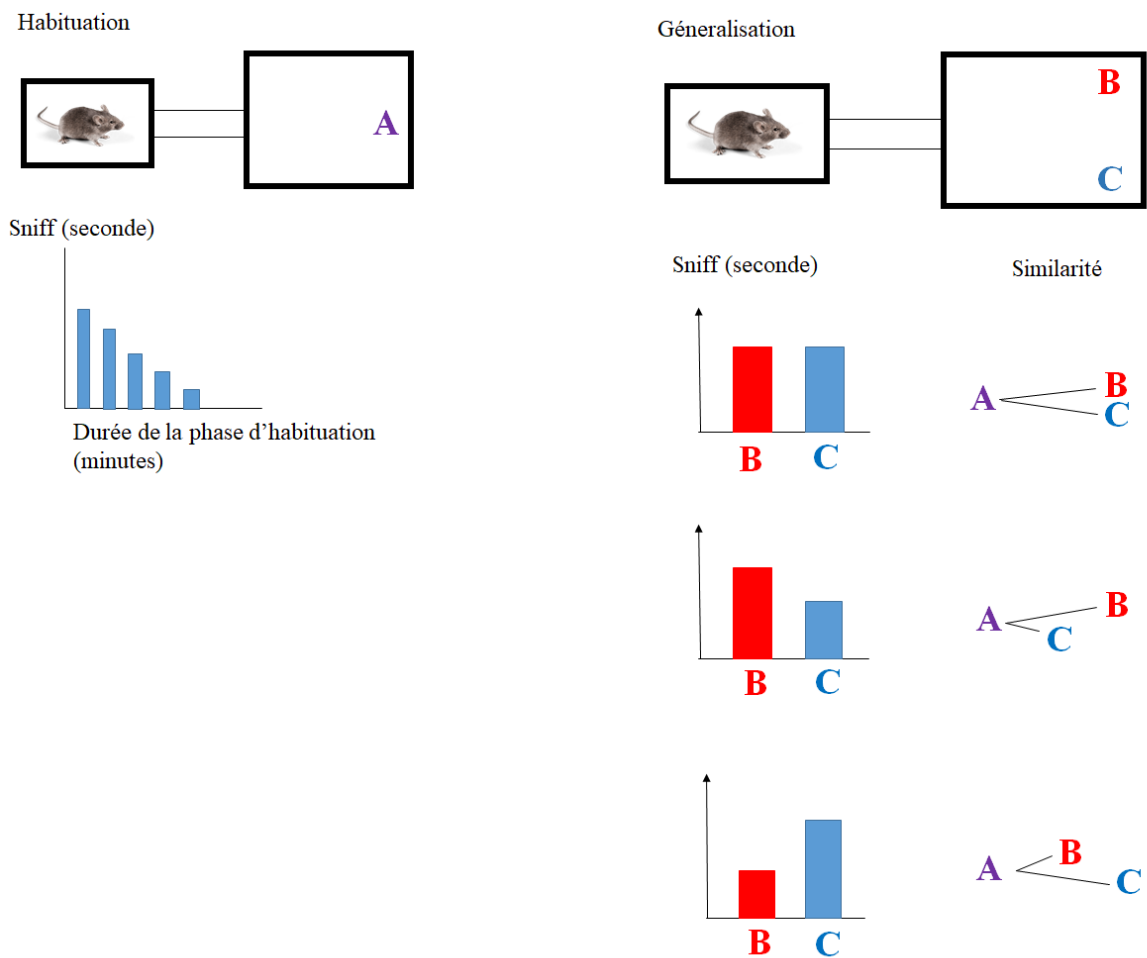 Habituation
A
Sniff (seconde)
Durée de la phase d'habituation
(minutes)
Géneralisation
B
C
Sniff (seconde)
Similarité
B
C
A
B
C
B
C
A
B
C
B
C
A
B
C